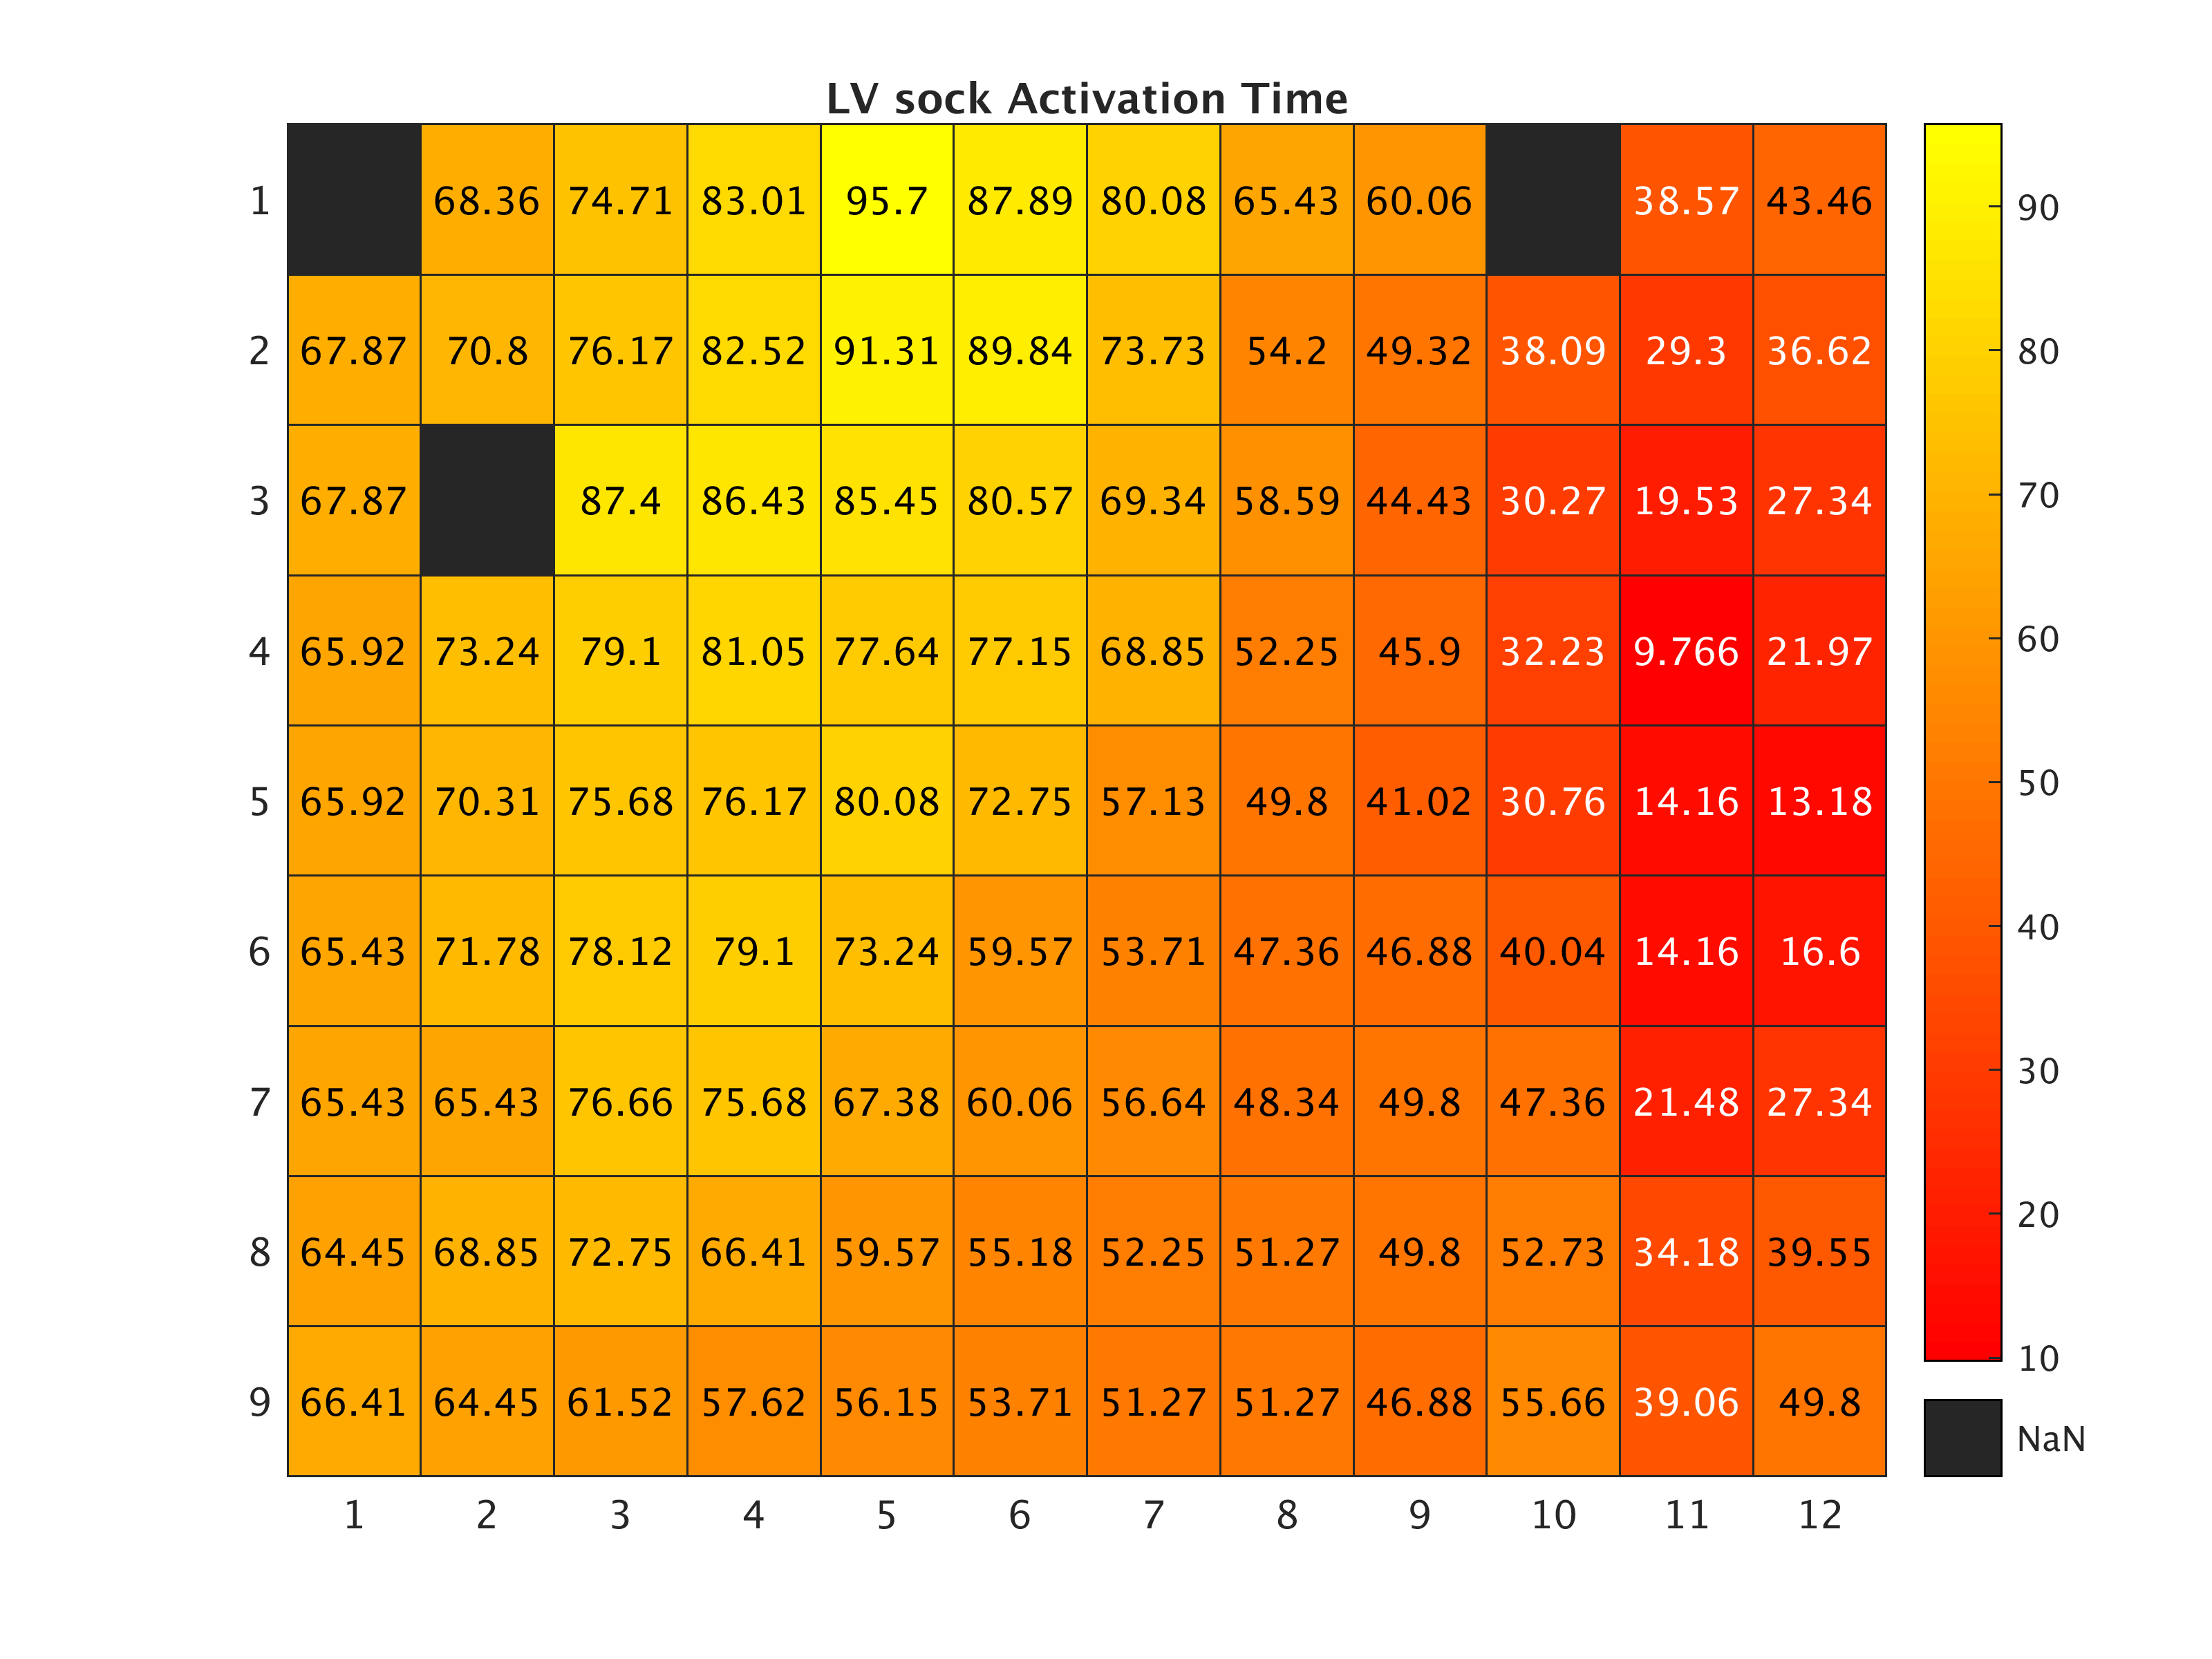 LV sock Activation Time
1 68.36 74.71 83.01 95.7 87.89 80.08 65.43 60.06 38.57 43.46
2 67.87 70.8 76.17 82.52 91.31 89.84 73.73 54.2 49.32 38.09 29.3 36.62
3 67.87 87.4 86.43 85.45 80.57 69.34 58.59 44.43 30.27 19.53 27.34
4 65.92 73.24 79.1 81.05 77.64 77.15 68.85 52.25 45.9 32.23 9.766 21.97
5 65.92 70.31 75.68 76.17 80.08 72.75 57.13 49.8 41.02 30.76 14.16 13.18
6 65.43 71.78 78.12 79.1 73.24 59.57 53.71 47.36 46.88 40.04 14.16 16.6
7 65.43 65.43 76.66 75.68 67.38 60.06 56.64 48.34 49.8 47.36 21.48 27.34
8 64.45 68.85 72.75 66.41 59.57 55.18 52.25 51.27 49.8 52.73 34.18 39.55
9 66.41 64.45 61.52 57.62 56.15 53.71 51.27 51.27 46.88 55.66 39.06 49.8
1 2 3 4 5 6 7 8 9 10 11 12
90
80
70
60
50
40
30
20
10
NaN